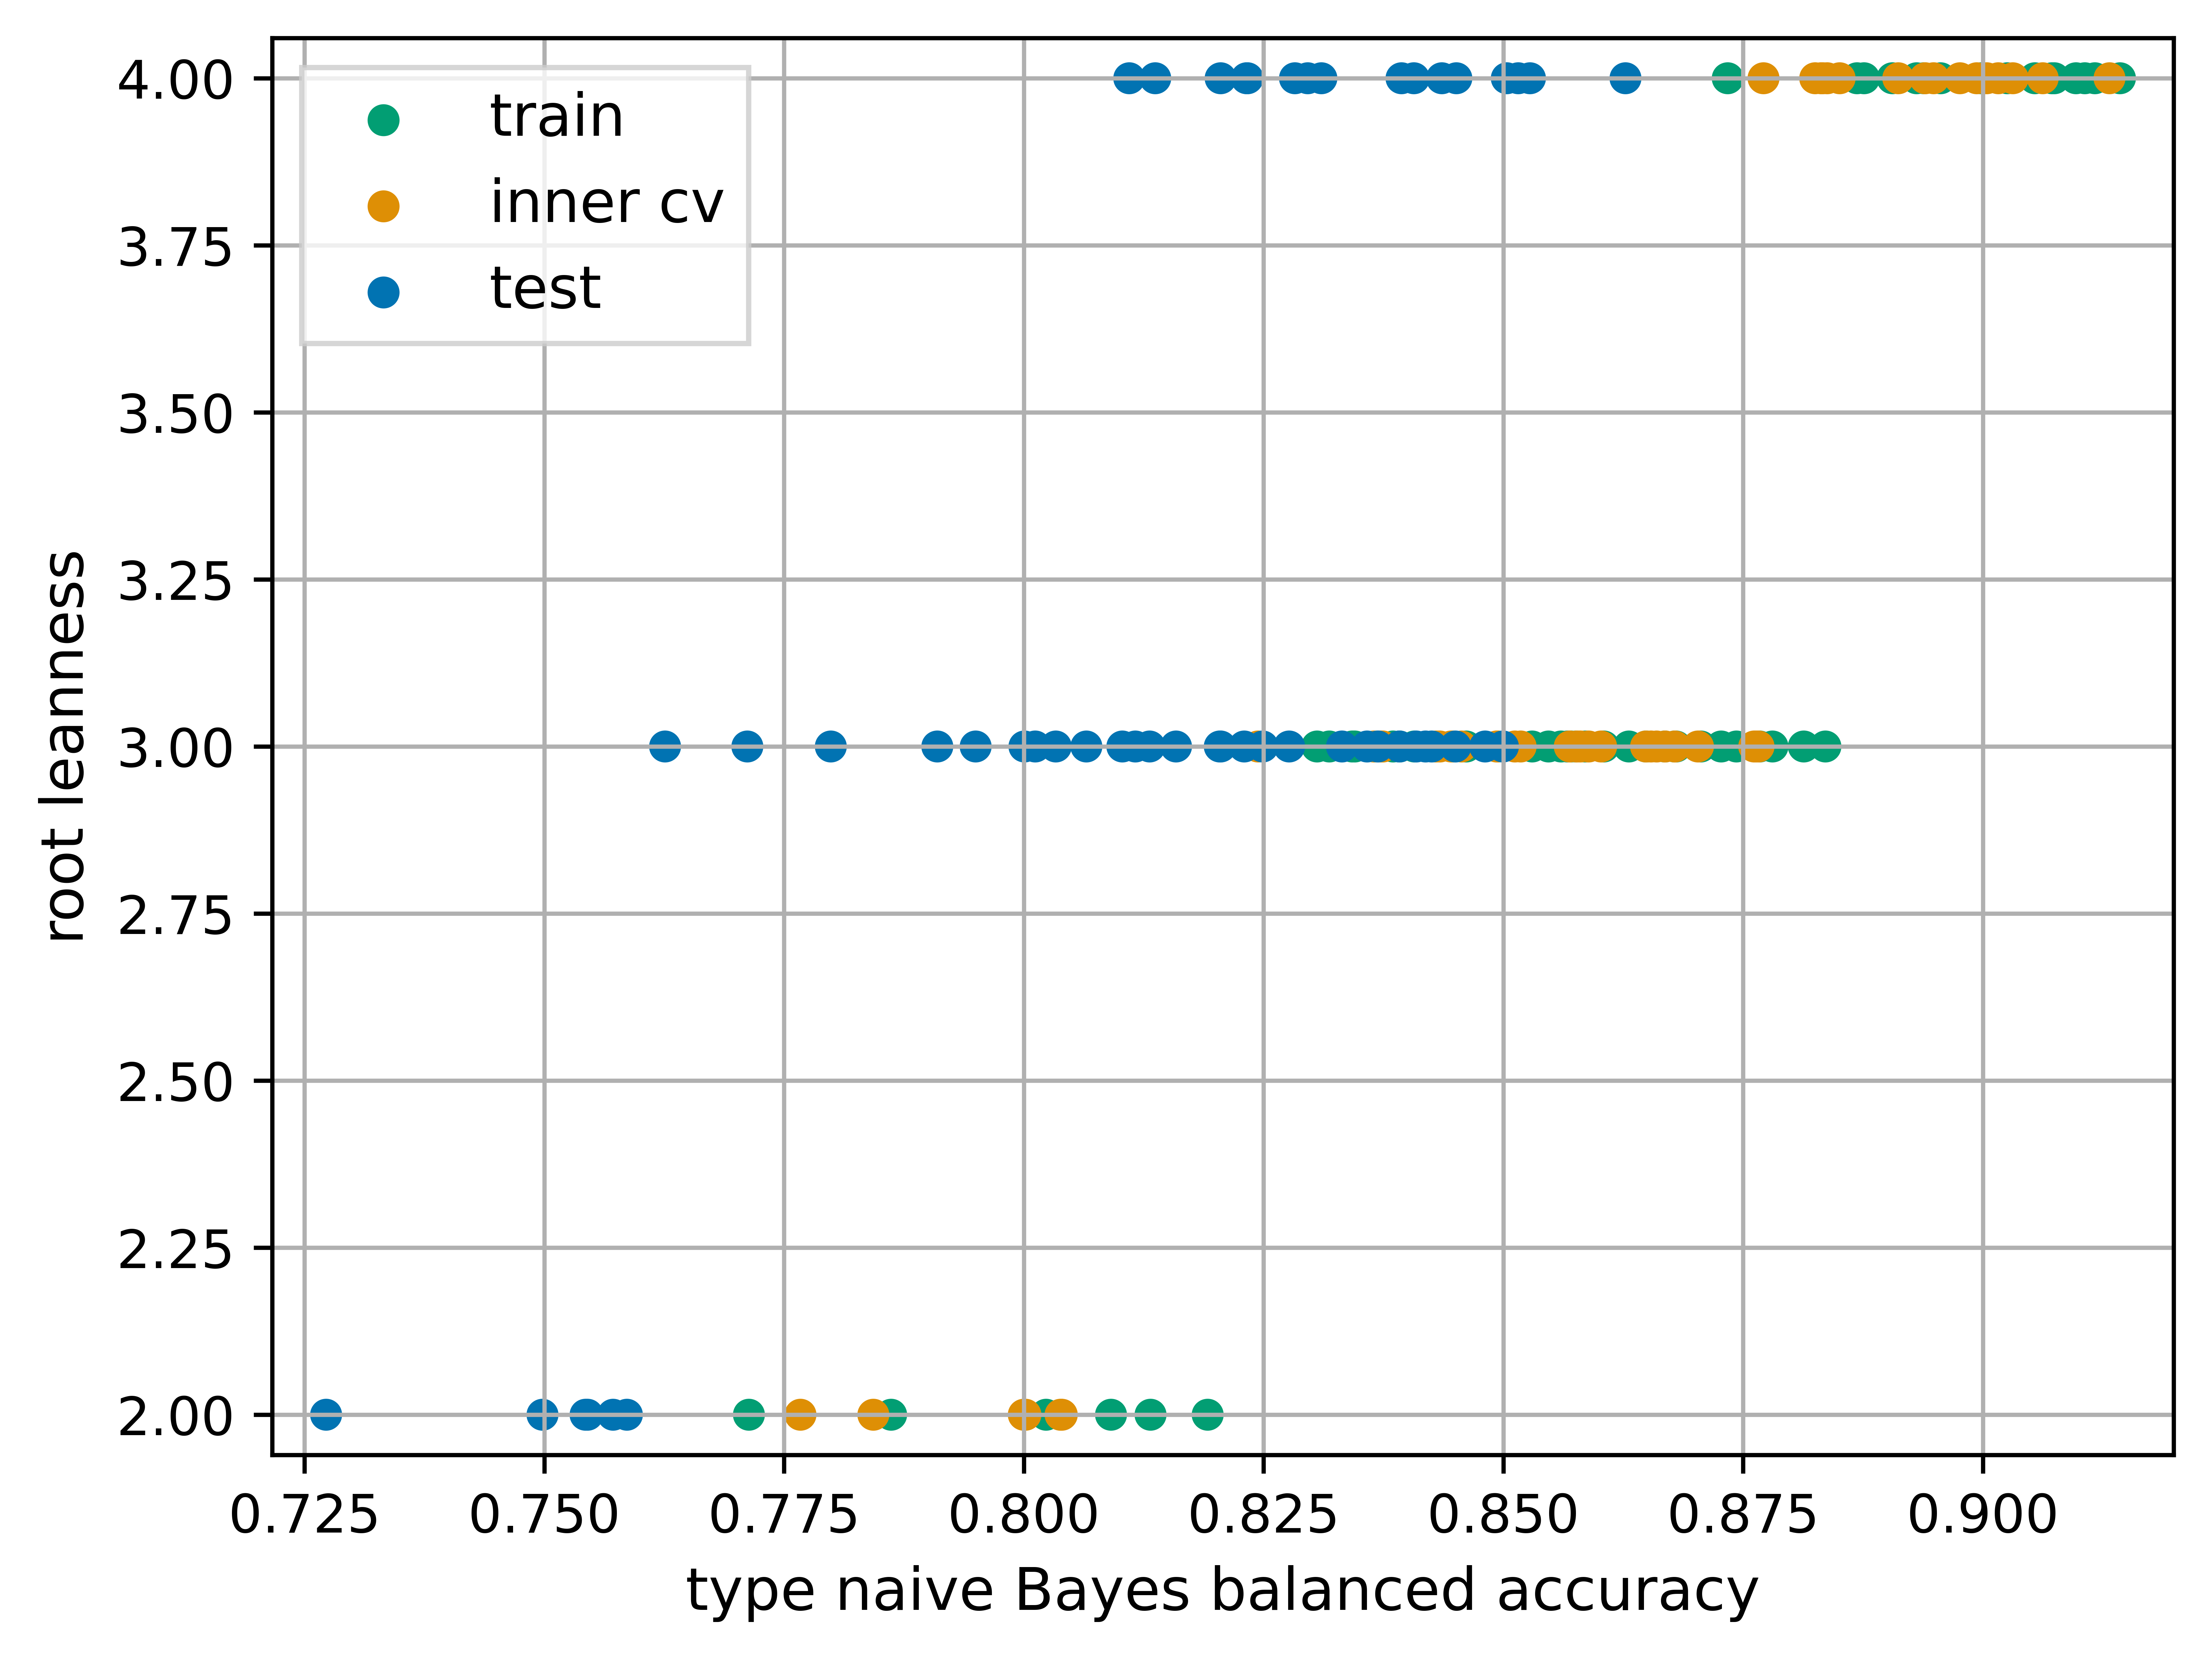 train
inner cv
test
root leanness
4.00
3.75
3.50
3.25
3.00
2.75
2.50
2.25
2.00
0.725 0.750 0.775 0.800 0.825 0.850 0.875 0.900
type naive Bayes balanced accuracy